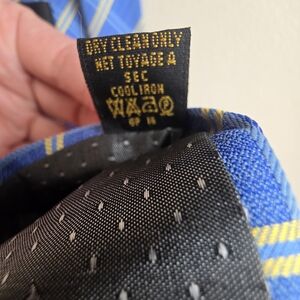 DRY CLEAN ONLY
NET TOYAGE A
SEC
COOL IRON